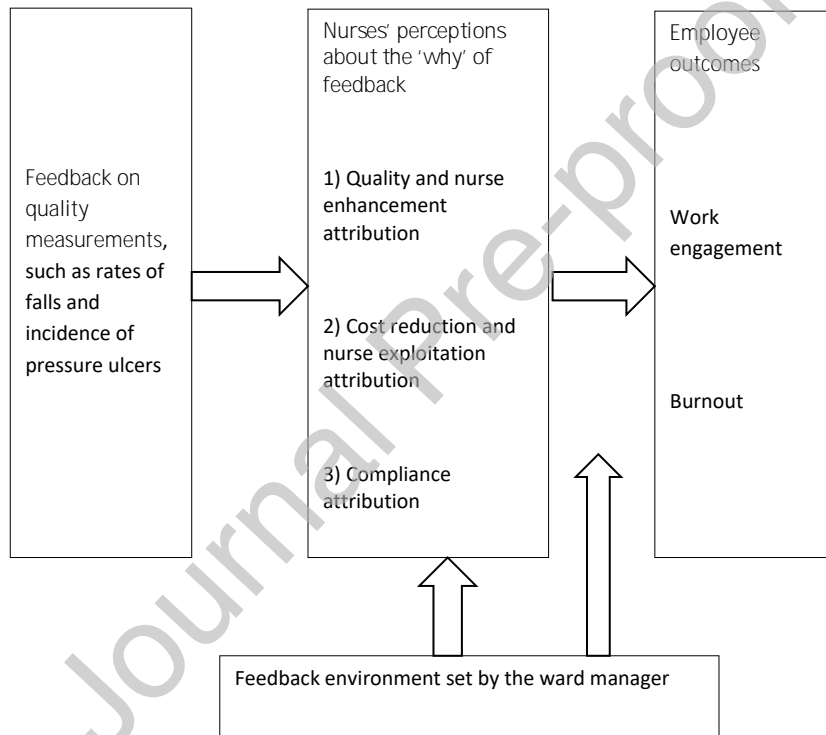 Feedback on
quality
measurements,
such as rates of
falls and
incidence of
pressure ulcers
Nurses’ perceptions
about the ‘why’ of
feedback
1) Quality and nurse
enhancement
attribution
2) Cost reduction and
nurse exploitation
attribution
3) Compliance
attribution
Employee
outcomes
Work
engagement
Burnout
Feedback environment set by the ward manager
Journal Pre-proof